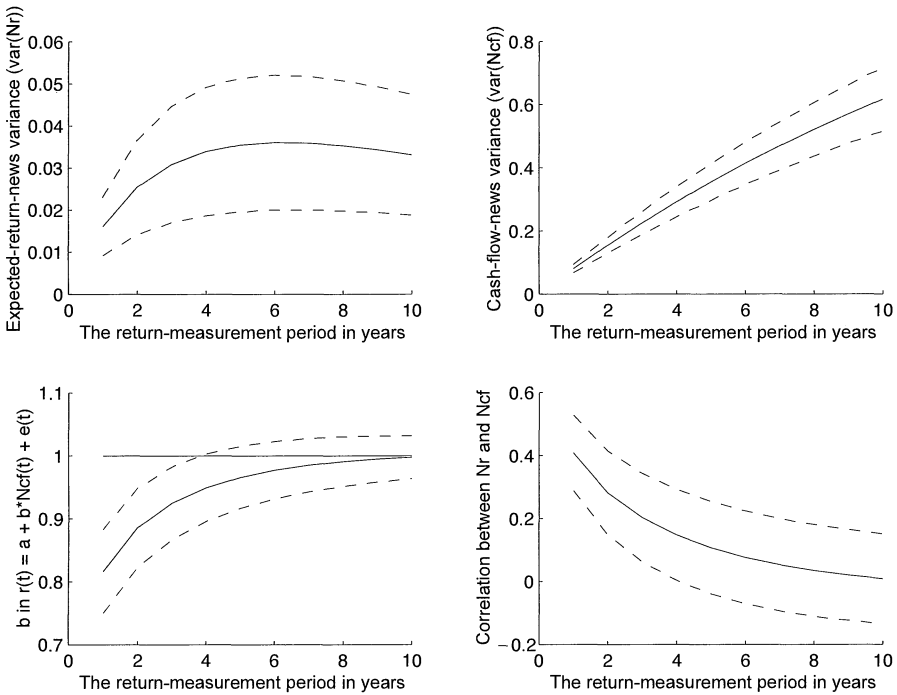 Expected-return-news variance (var(Nr))
0.06
0.05
0.04
0.03
0.02
0.01
0
0 2 4 6 8 10
The return-measurement period in years
Cash-flow-news variance (var(Ncf))
0.8
0.6
0.4
0.2
0
0 2 4 6 8 10
The return-measurement period in years
b in r(t) = a + b*Ncf(t) + e(t)
1.1
1
0.9
0.8
0.7
0 2 4 6 8 10
The return-measurement period in years
Correlation between Nr and Ncf
0.6
0.4
0.2
0
−0.2
0 2 4 6 8 10
The return-measurement period in years